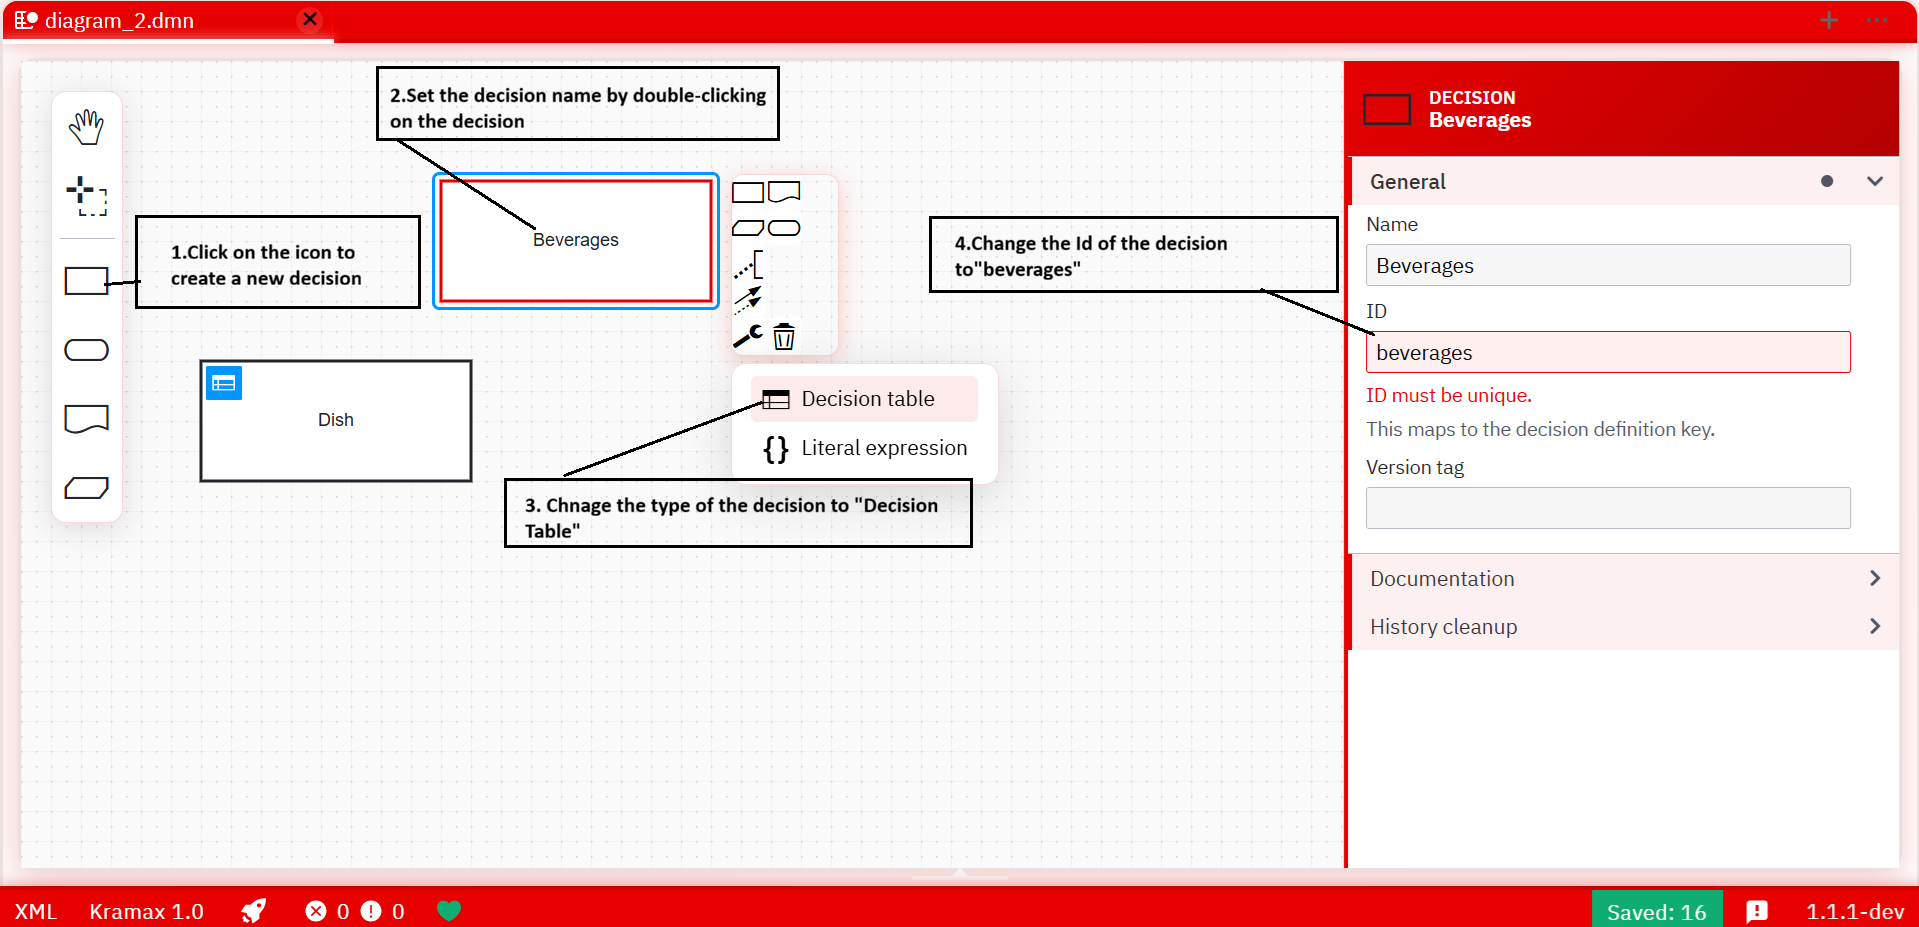 diagram_2.dmn
2.Set the decision name by double-clicking
on the decision
DECISION
Beverages
General
Name
Beverages
1.Click on the icon to
create a new decision
Beverages
4.Change the Id of the decision
to"beverages"
ID
beverages
ID must be unique.
This maps to the decision definition key.
Version tag
Dish
Decision table
{} Literal expression
3. Chnage the type of the decision to "Decision
Table"
Documentation
History cleanup
XML
Kramax 1.0
0
0
Saved: 16
1.1.1-dev